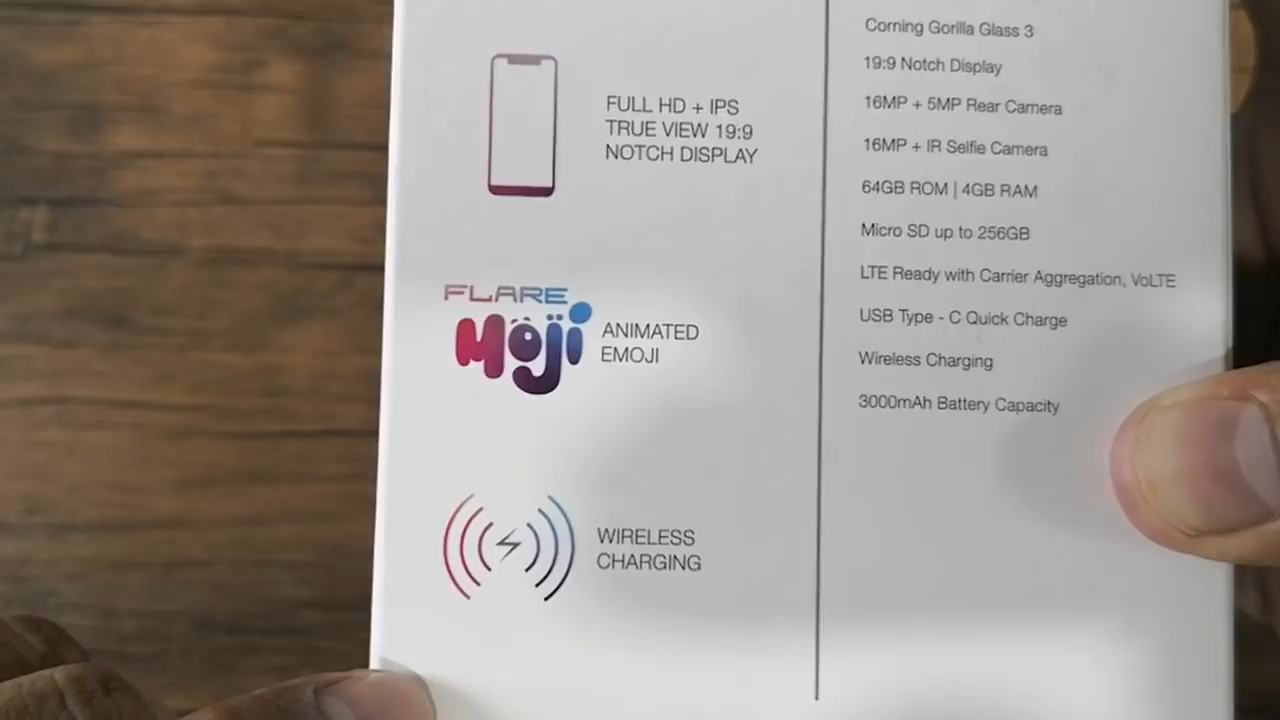 FULL HD + IPS
TRUE VIEW 19:9
NOTCH DISPLAY
FLARE
Moji
ANIMATED
EMOJI
WIRELESS
CHARGING
Corning Gorilla Glass 3
19:9 Notch Display
16MP + 5MP Rear Camera
16MP + IR Selfie Camera
64GB ROM | 4GB RAM
Micro SD up to 256GB
LTE Ready with Carrier Aggregation, VoLTE
USB Type - C Quick Charge
Wireless Charging
3000mAh Battery Capacity